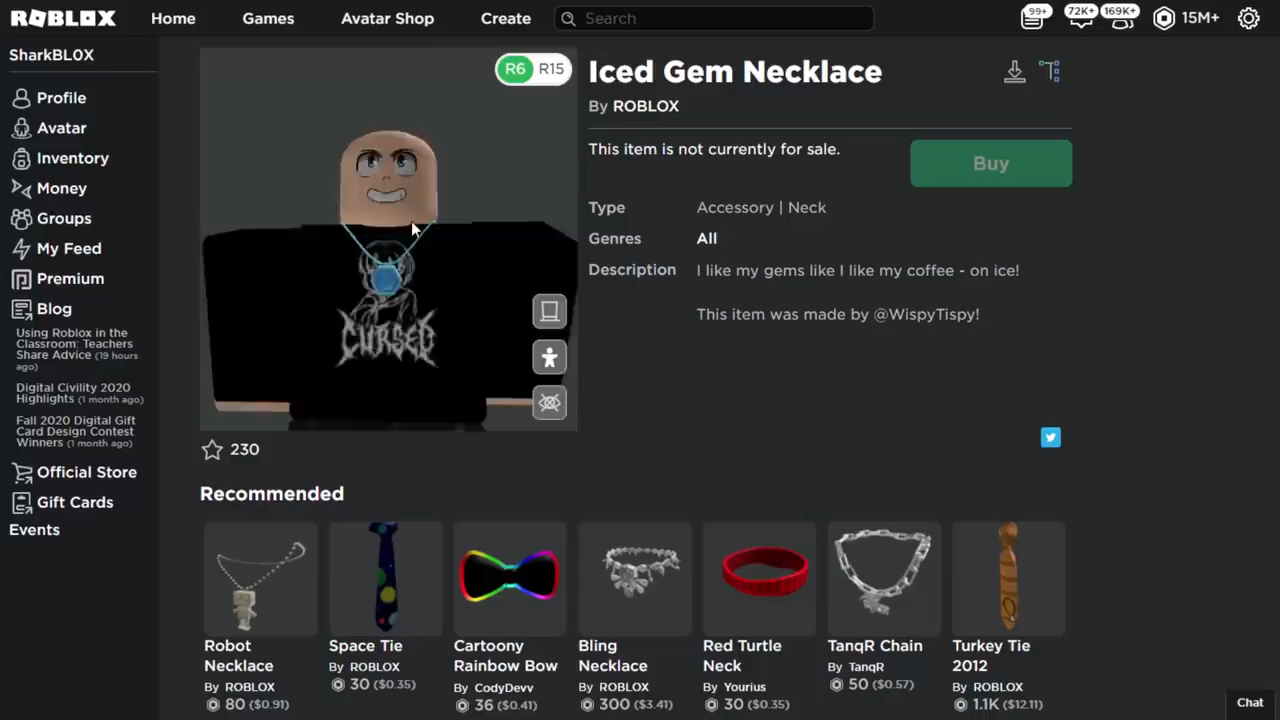 ROBLOX Home Games Avatar Shop Create Search 99+ 72K+ 169K+ 15M+
SharkBL0X
Profile
Avatar
Inventory
Money
Groups
My Feed
Premium
Blog
Using Roblox in the
Classroom: Teachers
Share Advice (19 hours
ago)
Digital Civility 2020
Highlights (1 month ago)
Fall 2020 Digital Gift
Card Design Contest
Winners (1 month ago)
Official Store
Gift Cards
Events
R6 R15
CURSED
230
Iced Gem Necklace
By ROBLOX
This item is not currently for sale.
Buy
Type Accessory | Neck
Genres All
Description I like my gems like I like my coffee - on ice!
This item was made by @WispyTispy!
Recommended
Robot
Necklace
By ROBLOX
80 ($0.91)
Space Tie
By ROBLOX
30 ($0.35)
Cartoony
Rainbow Bow
By CodyDevv
36 ($0.41)
Bling
Necklace
By ROBLOX
300 ($3.41)
Red Turtle
Neck
By Yourius
30 ($0.35)
TanqR Chain
By TanqR
50 ($0.57)
Turkey Tie
2012
By ROBLOX
1.1K ($12.11)
Chat